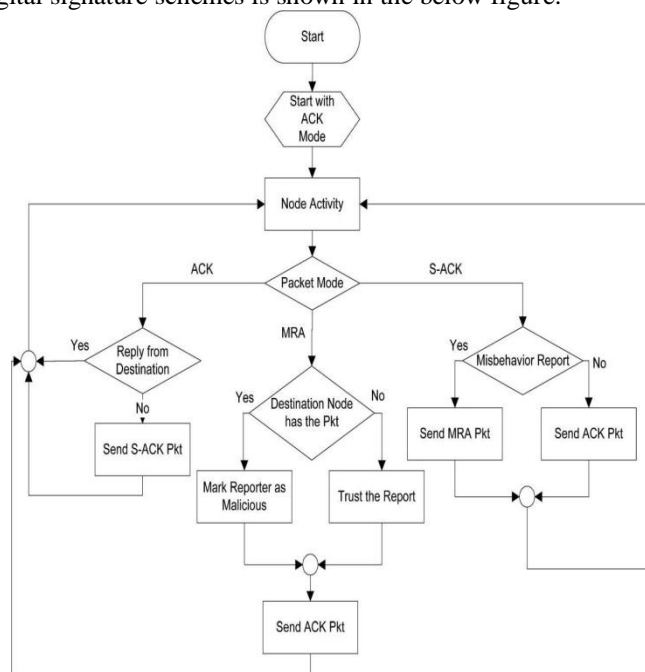 gital signature schemes is shown in the below figure.
Start
Start with
ACK
Mode
Node Activity
ACK
Packet Mode
S-ACK
MRA
Yes
Reply from
Destination
No
Send S-ACK Pkt
Yes
Destination Node
has the Pkt
No
Yes
Misbehavior Report
No
Send MRA Pkt
Send ACK Pkt
Mark Reporter as
Malicious
Trust the Report
Send ACK Pkt